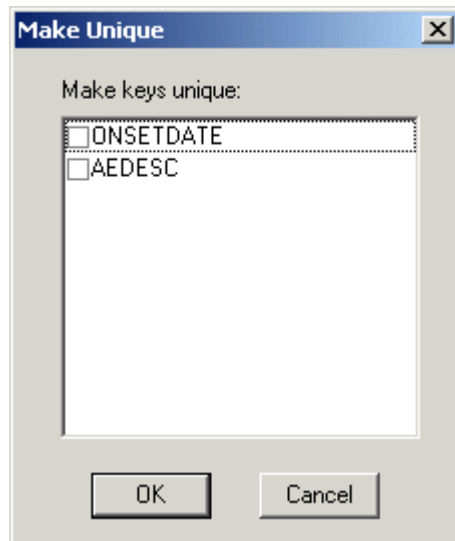 Make Unique
Make keys unique:
ONSETDATE
AEDESC
OK
Cancel